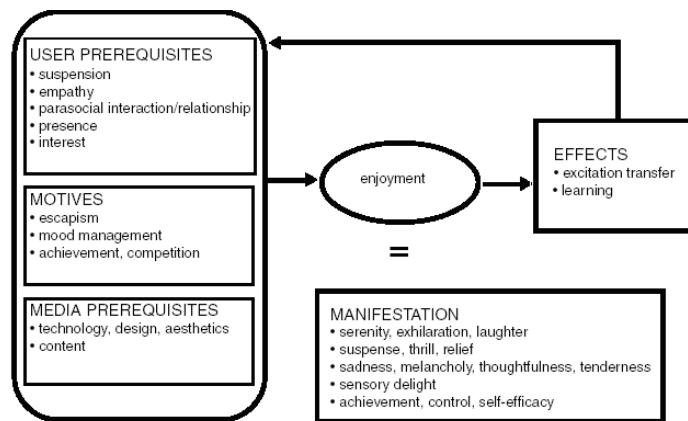 USER PREREQUISITES
• suspension
• empathy
• parasocial interaction/relationship
• presence
• interest
MOTIVES
• escapism
• mood management
• achievement, competition
MEDIA PREREQUISITES
• technology, design, aesthetics
• content
enjoyment
=
EFFECTS
• excitation transfer
• learning
MANIFESTATION
• serenity, exhilaration, laughter
• suspense, thrill, relief
• sadness, melancholy, thoughtfulness, tenderness
• sensory delight
• achievement, control, self-efficacy